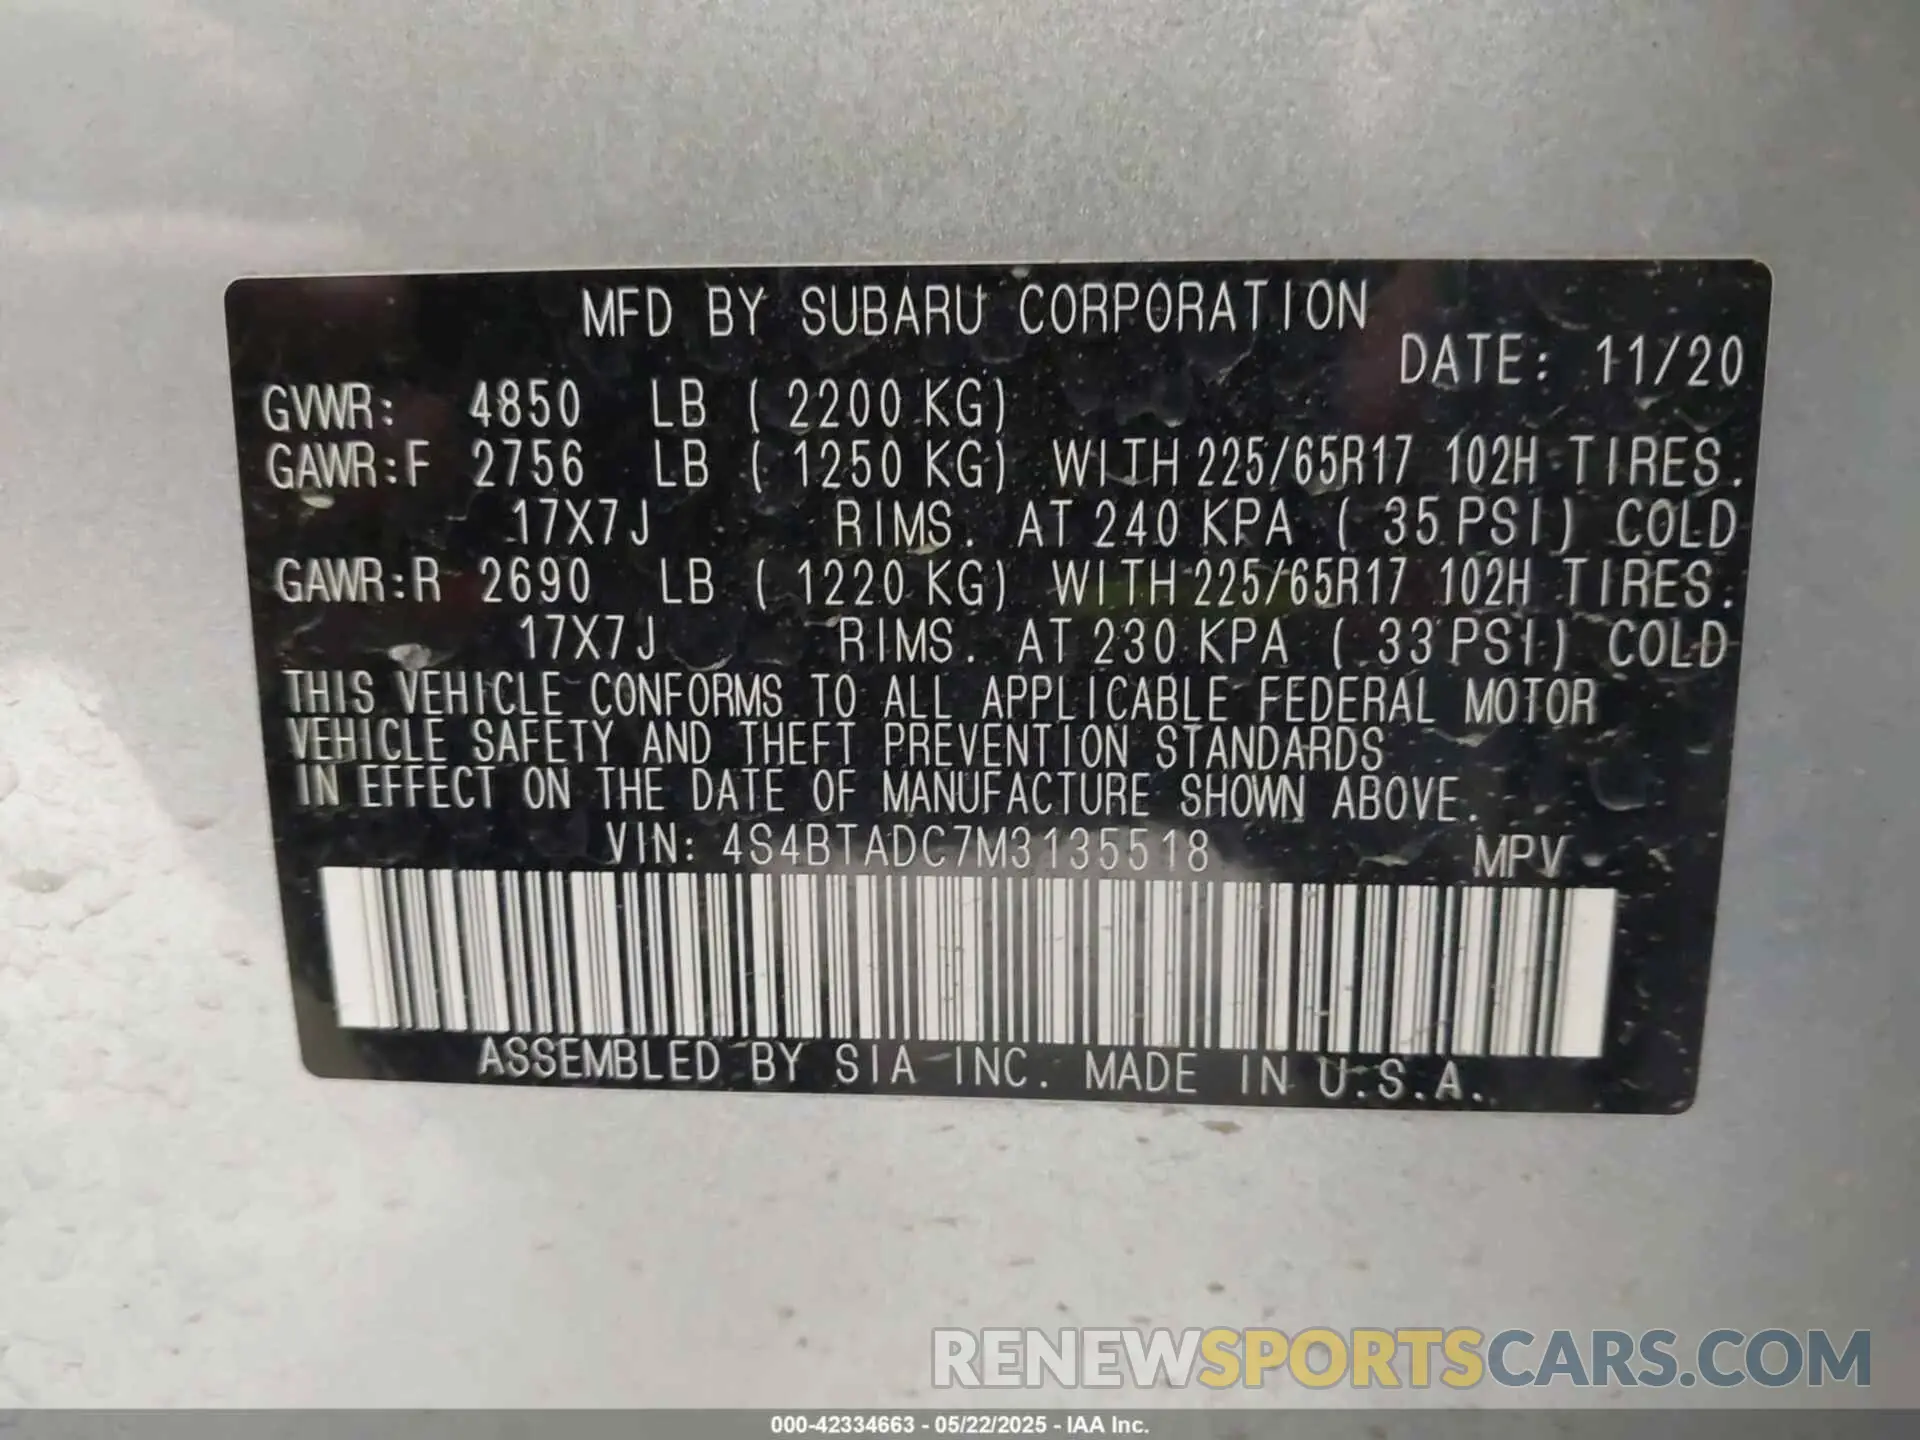 MFD BY SUBARU CORPORATION
DATE: 11/20
GVWR: 4850 LB ( 2200 KG)
GAWR:F 2756 LB ( 1250 KG) WITH 225/65R17 102H TIRES.
17X7J RIMS. AT 240 KPA ( 35 PSI) COLD
GAWR:R 2690 LB ( 1220 KG) WITH 225/65R17 102H TIRES.
17X7J RIMS. AT 230 KPA ( 33 PSI) COLD
THIS VEHICLE CONFORMS TO ALL APPLICABLE FEDERAL MOTOR
VEHICLE SAFETY AND THEFT PREVENTION STANDARDS
IN EFFECT ON THE DATE OF MANUFACTURE SHOWN ABOVE.
VIN: 4S4BTADC7M3135518 MPV
ASSEMBLED BY SIA INC. MADE IN U.S.A.
RENEWSPORTSCARS.COM
000-42334663 - 05/22/2025 - IAA Inc.